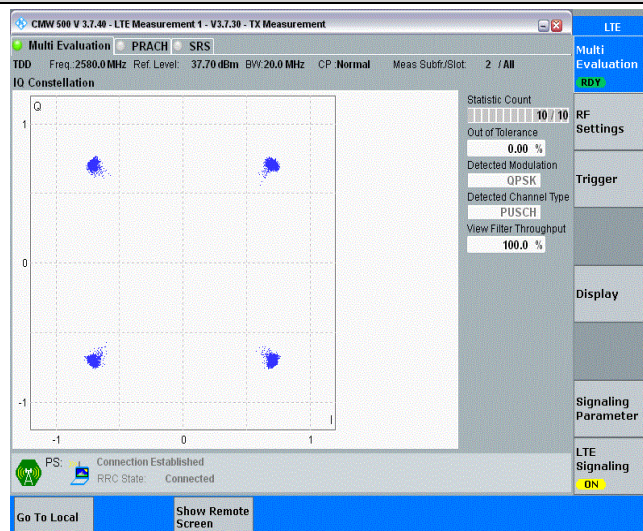 CMW 500 V 3.7.40 - LTE Measurement 1 - V3.7.30 - TX Measurement
LTE
Multi Evaluation PRACH SRS
TDD Freq.:2580.0 MHz Ref. Level: 37.70 dBm BW:20.0 MHz CP :Normal Meas Subfr./Slot: 2 / All
IQ Constellation
Q
1
0
-1
-1 0 1
I
Statistic Count
10 / 10
Out of Tolerance
0.00 %
Detected Modulation
QPSK
Detected Channel Type
PUSCH
View Filter Throughput
100.0 %
Multi
Evaluation
RDY
RF
Settings
Trigger
Display
Signaling
Parameter
LTE
Signaling
ON
PS: Connection Established
RRC State: Connected
Go To Local
Show Remote
Screen